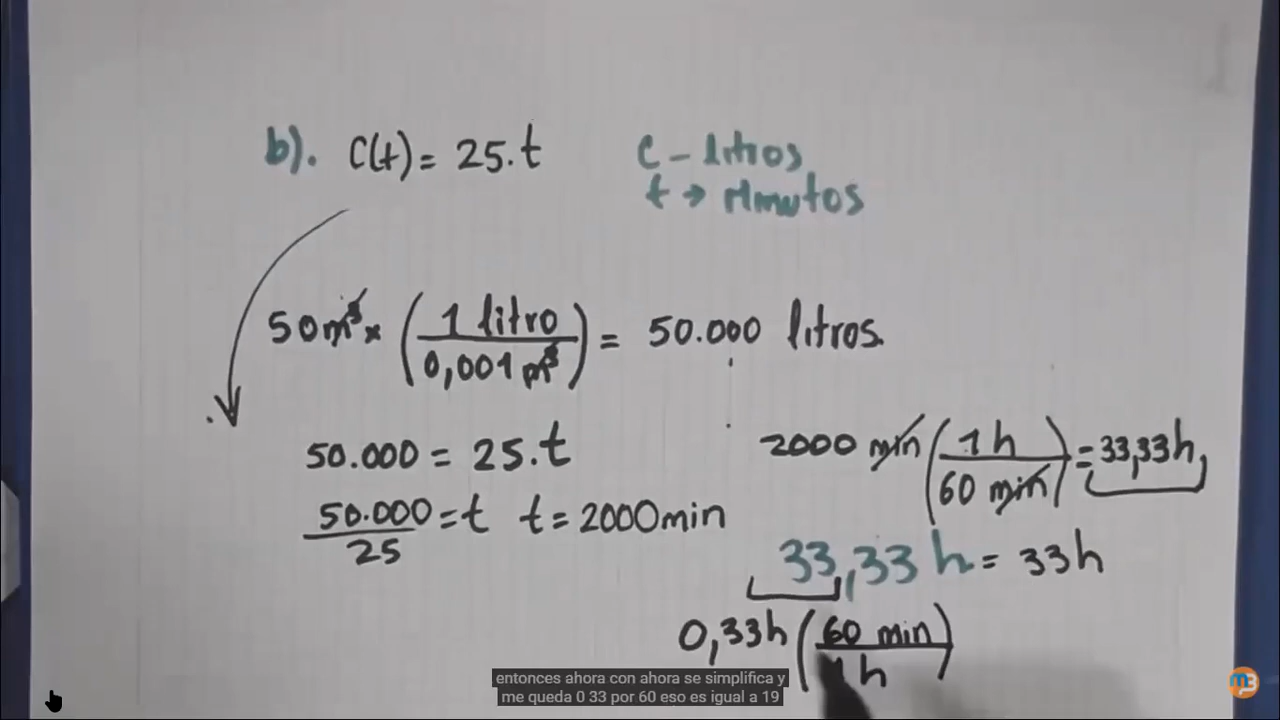 b). C(t) = 25.t
C - litros
t → Minutos
50m³ x ( 1 litro / 0,001 m³ ) = 50.000 litros.
50.000 = 25.t
50.000 / 25 = t t = 2000min
2000 min ( 1 h / 60 min ) = 33,33h,
33,33 h = 33h
0,33h ( 60 min / 1h )
entonces ahora con ahora se simplifica y
me queda 0 33 por 60 eso es igual a 19